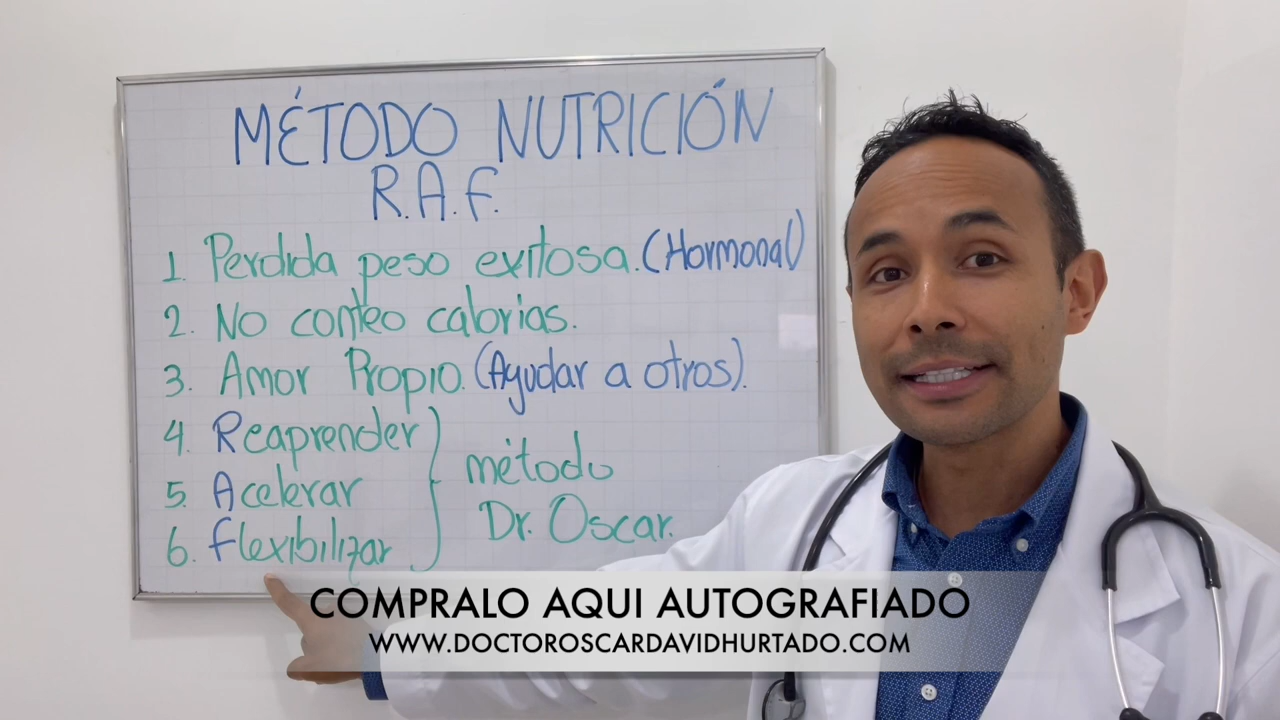 MÉTODO NUTRICIÓN
R.A.F.
1. Perdida peso exitosa. (Hormonal)
2. No conteo calorias.
3. Amor Propio. (Ayudar a otros).
4. Reaprender
5. Acelerar
6. Flexibilizar
método
Dr. Oscar.
COMPRALO AQUI AUTOGRAFIADO
WWW.DOCTOROSCARDAVIDHURTADO.COM